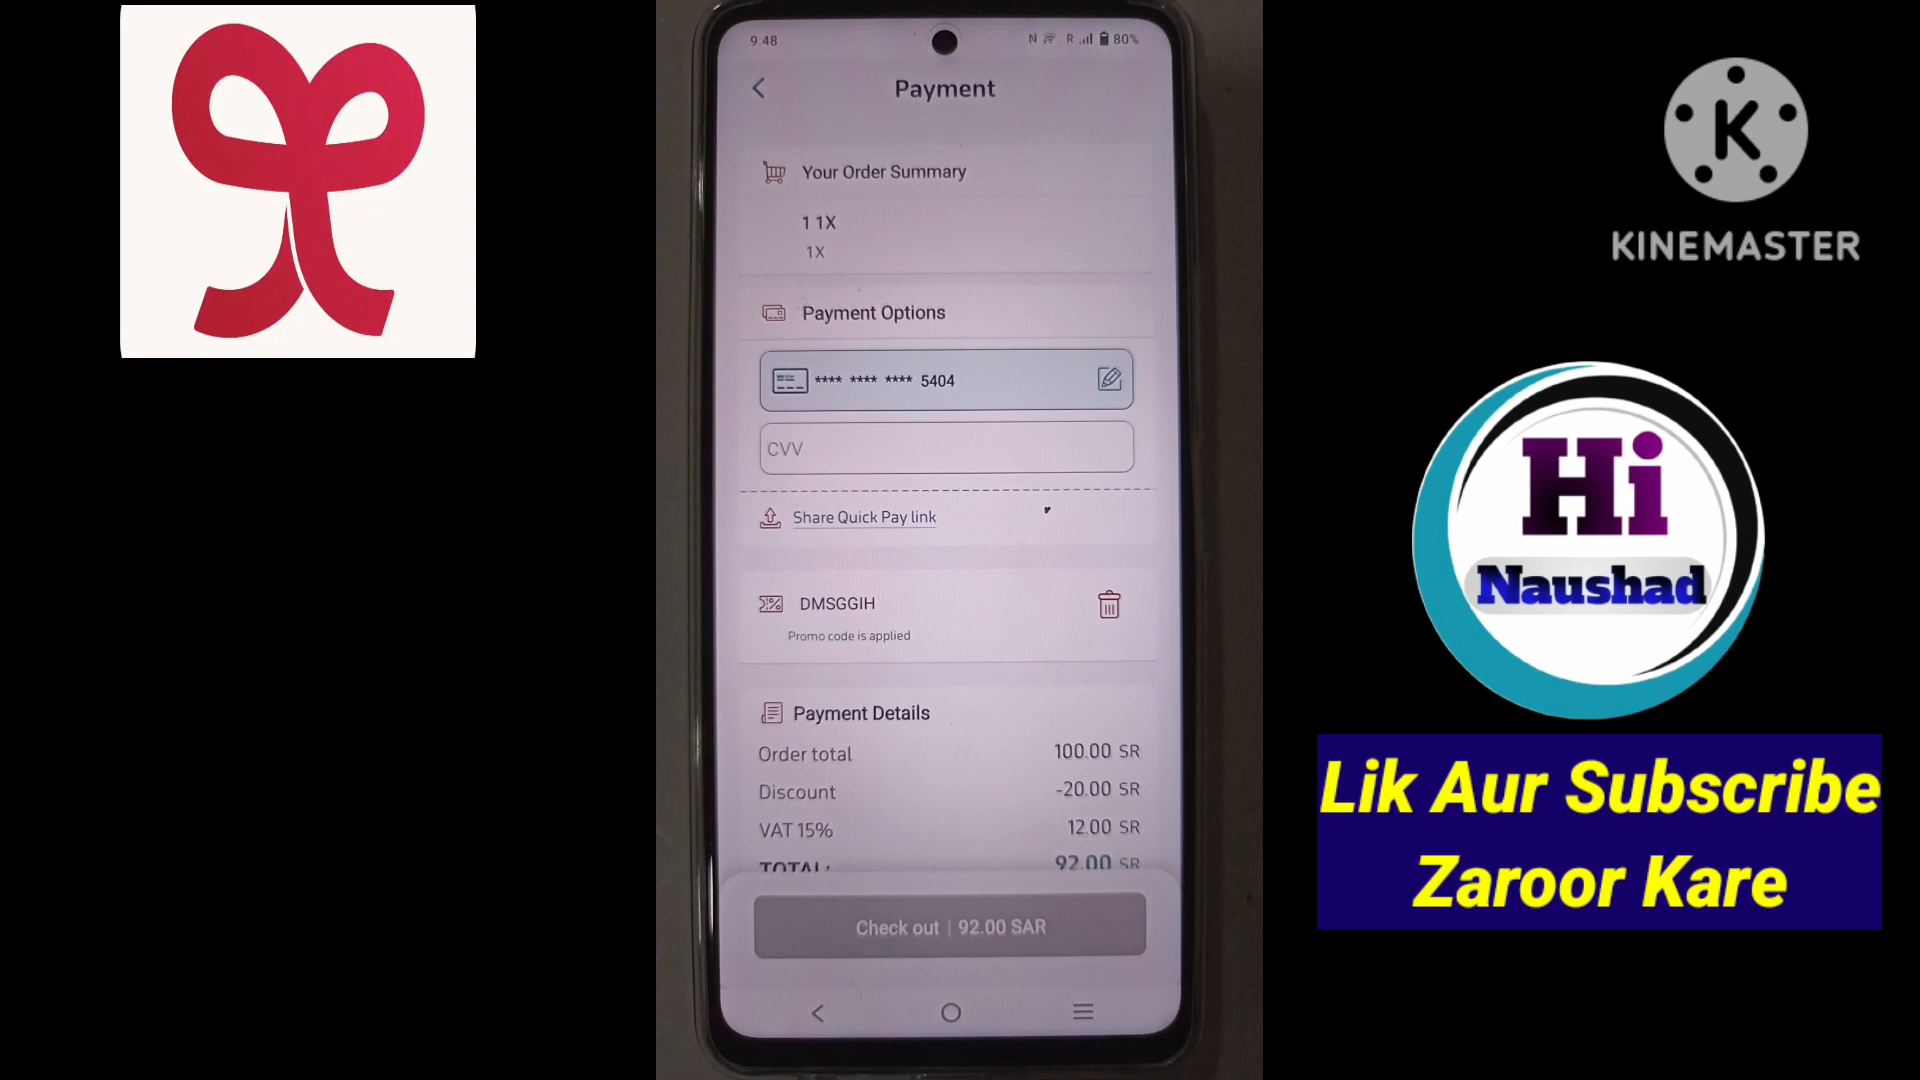 9:48
N R 80%
Payment
Your Order Summary
1 1X
1X
Payment Options
**** **** **** 5404
CVV
Share Quick Pay link
DMSGGIH
Promo code is applied
Payment Details
Order total 100.00 SR
Discount -20.00 SR
VAT 15% 12.00 SR
TOTAL: 92.00 SR
Check out | 92.00 SAR
K
KINEMASTER
Hi
Naushad
Lik Aur Subscribe
Zaroor Kare